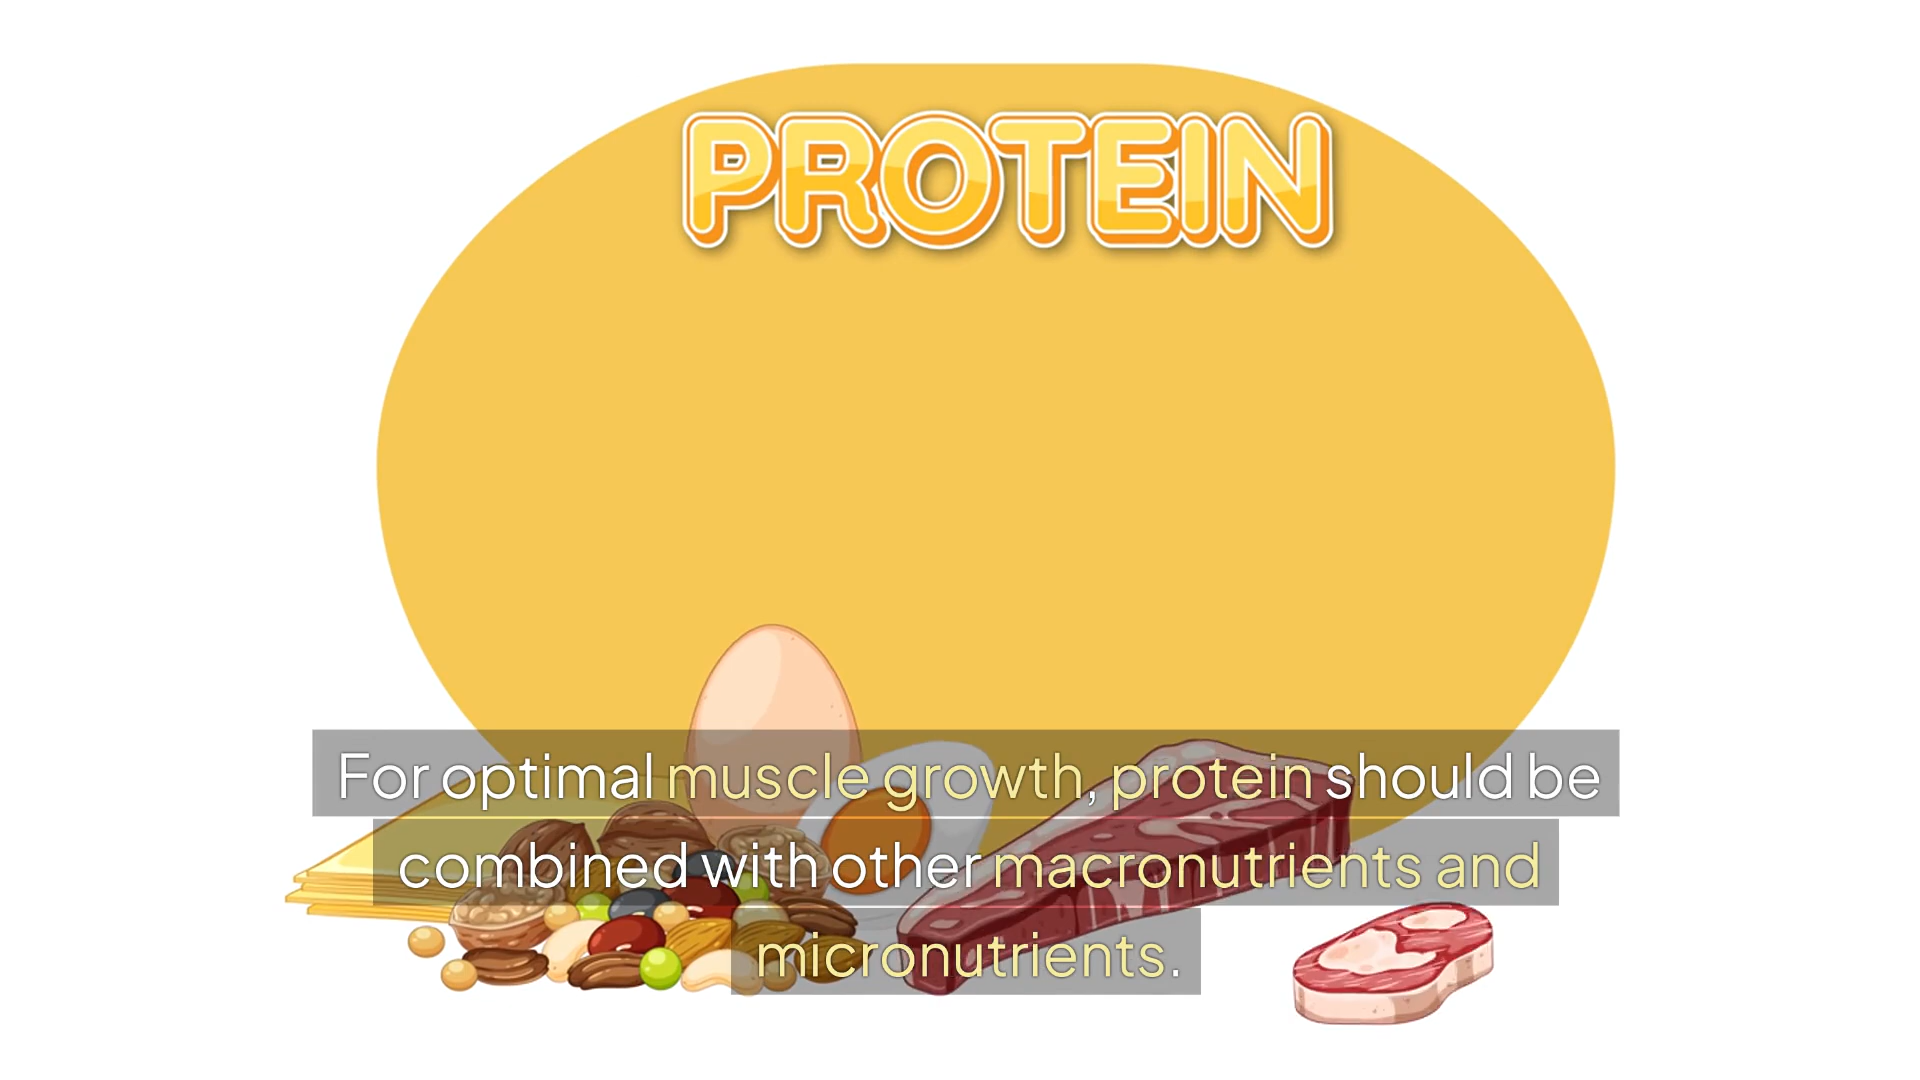 PROTEIN
For optimal muscle growth, protein should be
combined with other macronutrients and
micronutrients.